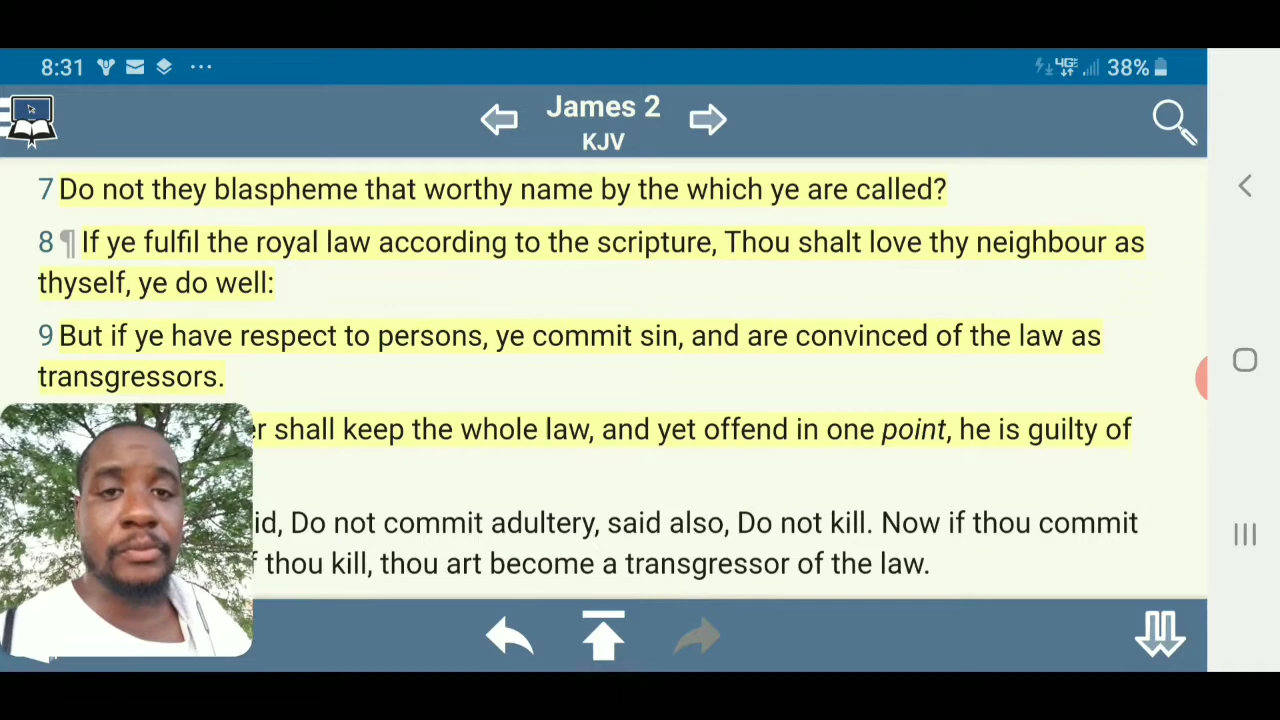 8:31 ... 4GE 38%
James 2
KJV
7 Do not they blaspheme that worthy name by the which ye are called?
8 ¶ If ye fulfil the royal law according to the scripture, Thou shalt love thy neighbour as
thyself, ye do well:
9 But if ye have respect to persons, ye commit sin, and are convinced of the law as
transgressors.
shall keep the whole law, and yet offend in one point, he is guilty of
Do not commit adultery, said also, Do not kill. Now if thou commit
thou kill, thou art become a transgressor of the law.